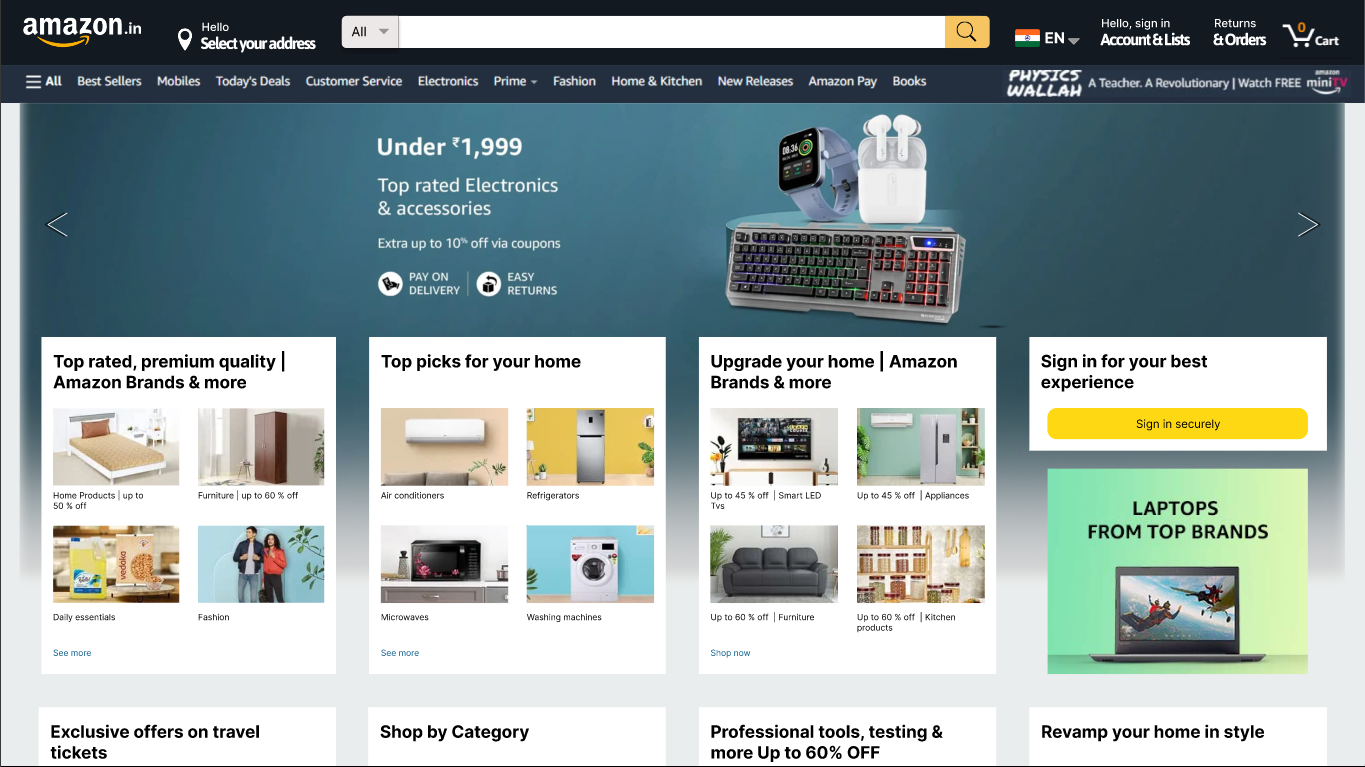 amazon.in
Hello
Select your address
All
EN
Hello, sign in
Account & Lists
Returns
& Orders
0
Cart
All
Best Sellers
Mobiles
Today's Deals
Customer Service
Electronics
Prime
Fashion
Home & Kitchen
New Releases
Amazon Pay
Books
PHYSICS
WALLAH
A Teacher. A Revolutionary | Watch FREE
amazon
miniTV
Under ₹1,999
Top rated Electronics
& accessories
Extra up to 10% off via coupons
PAY ON
DELIVERY
EASY
RETURNS
08:36
Top rated, premium quality |
Amazon Brands & more
Home Products | up to
50 % off
Furniture | up to 60 % off
vedaka
Daily essentials
Fashion
See more
Top picks for your home
Air conditioners
Refrigerators
Microwaves
Washing machines
See more
Upgrade your home | Amazon
Brands & more
Up to 45 % off | Smart LED
Tvs
Up to 45 % off | Appliances
Up to 60 % off | Furniture
Up to 60 % off | Kitchen
products
Shop now
Sign in for your best
experience
Sign in securely
LAPTOPS
FROM TOP BRANDS
Exclusive offers on travel
tickets
Shop by Category
Professional tools, testing &
more Up to 60% OFF
Revamp your home in style